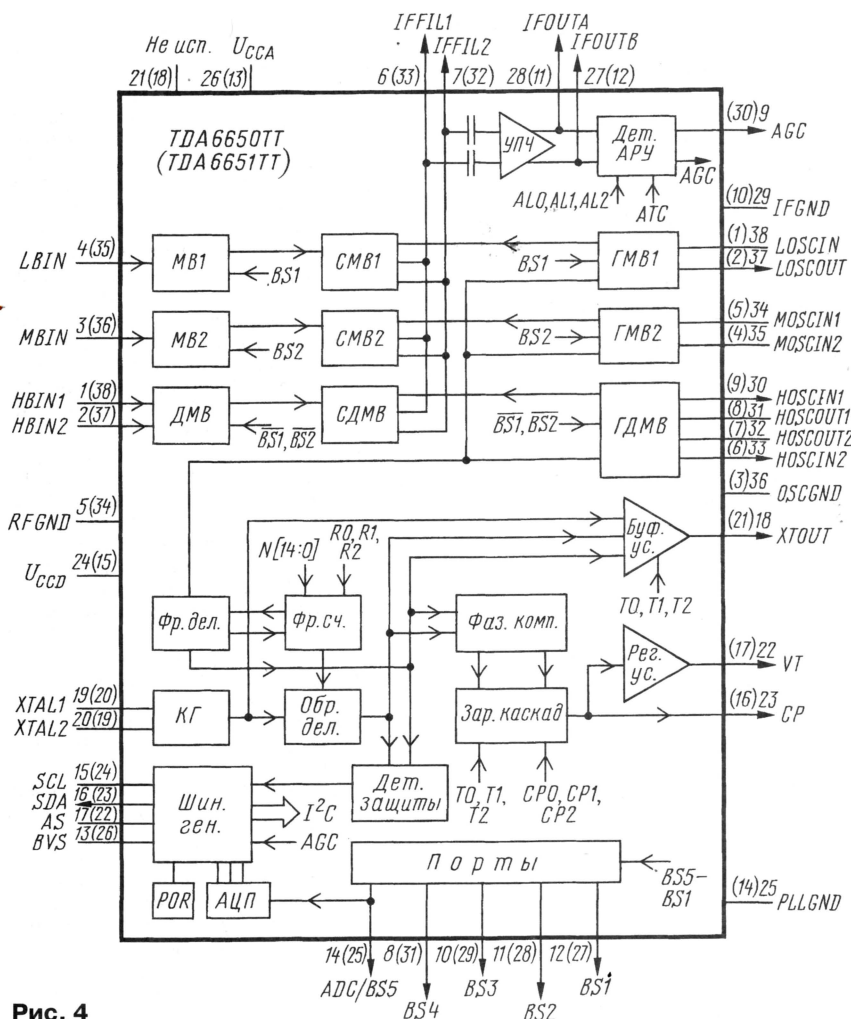 IFFIL1
IFFIL2
IFOUTA
IFOUTB
Не исп.
UCCA
21(18)
26(13)
6(33)
7(32)
28(11)
27(12)
TDA6650TT
(TDA6651TT)
УПЧ
Дет.
АРУ
(30)9
AGC
AGC
AL0,AL1,AL2
ATC
(10)29
IFGND
LBIN
4(35)
МВ1
BS1
СМВ1
BS1
ГМВ1
(1)38
LOSCIN
(2)37
LOSCOUT
MBIN
3(36)
МВ2
BS2
СМВ2
BS2
ГМВ2
(5)34
MOSCIN1
(4)35
MOSCIN2
HBIN1
1(38)
HBIN2
2(37)
ДМВ
BS1, BS2
СДМВ
BS1, BS2
ГДМВ
(9)30
HOSCIN1
(8)31
HOSCOUT1
(7)32
HOSCOUT2
(6)33
HOSCIN2
(3)36
OSCGND
RFGND
5(34)
UCCD
24(15)
N[14:0]
R0, R1,
R2
Буф.
ус.
(21)18
XTOUT
T0, T1, T2
Фр. дел.
Фр. сч.
Фаз. комп.
Рег.
ус.
(17)22
VT
XTAL1
19(20)
XTAL2
20(19)
КГ
Обр.
дел.
Зар. каскад
(16)23
CP
SCL
15(24)
SDA
16(23)
AS
17(22)
BVS
13(26)
Шин.
ген.
I2C
AGC
Дет.
защиты
T0, T1,
T2
CP0, CP1,
CP2
POR
АЦП
Порты
BS5–
BS1
(14)25
PLLGND
14(25)
8(31)
10(29)
11(28)
12(27)
ADC/BS5
BS4
BS3
BS2
BS1
Рис. 4